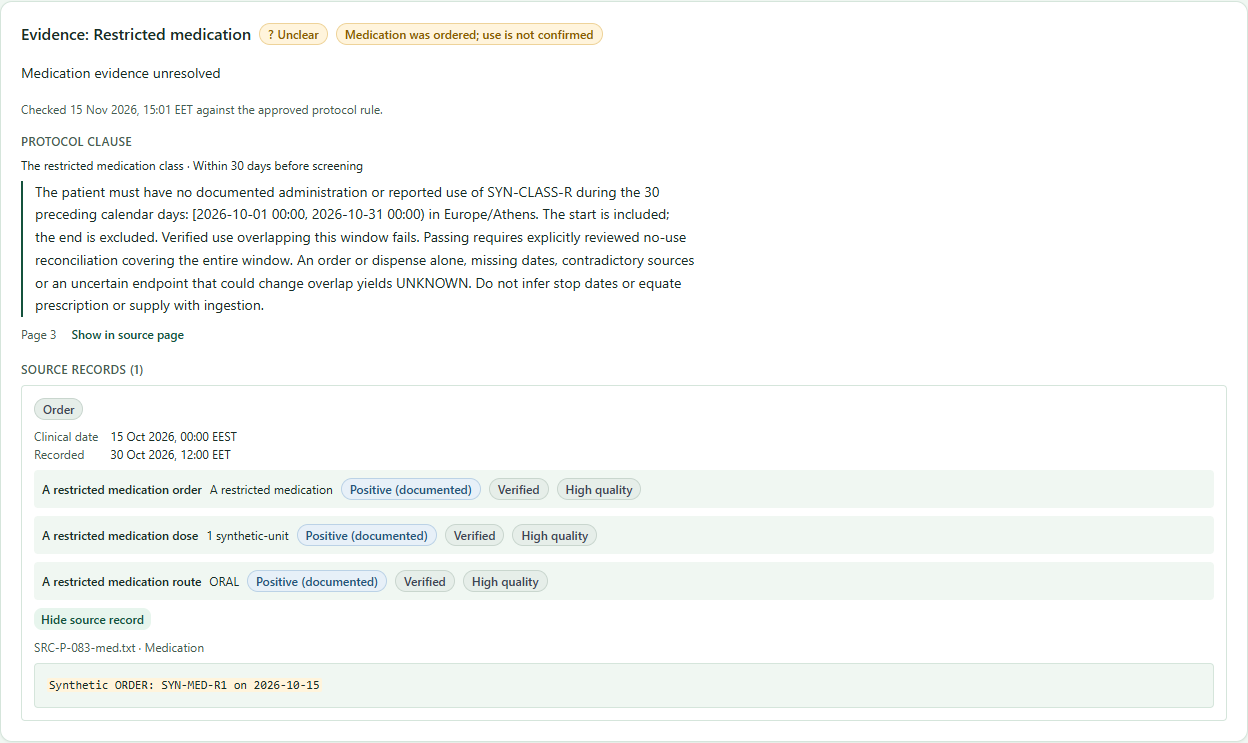 Evidence: Restricted medication ? Unclear Medication was ordered; use is not confirmed
Medication evidence unresolved
Checked 15 Nov 2026, 15:01 EET against the approved protocol rule.
PROTOCOL CLAUSE
The restricted medication class · Within 30 days before screening
The patient must have no documented administration or reported use of SYN-CLASS-R during the 30
preceding calendar days: [2026-10-01 00:00, 2026-10-31 00:00) in Europe/Athens. The start is included;
the end is excluded. Verified use overlapping this window fails. Passing requires explicitly reviewed no-use
reconciliation covering the entire window. An order or dispense alone, missing dates, contradictory sources
or an uncertain endpoint that could change overlap yields UNKNOWN. Do not infer stop dates or equate
prescription or supply with ingestion.
Page 3 Show in source page
SOURCE RECORDS (1)
Order
Clinical date 15 Oct 2026, 00:00 EEST
Recorded 30 Oct 2026, 12:00 EET
A restricted medication order A restricted medication Positive (documented) Verified High quality
A restricted medication dose 1 synthetic-unit Positive (documented) Verified High quality
A restricted medication route ORAL Positive (documented) Verified High quality
Hide source record
SRC-P-083-med.txt · Medication
Synthetic ORDER: SYN-MED-R1 on 2026-10-15